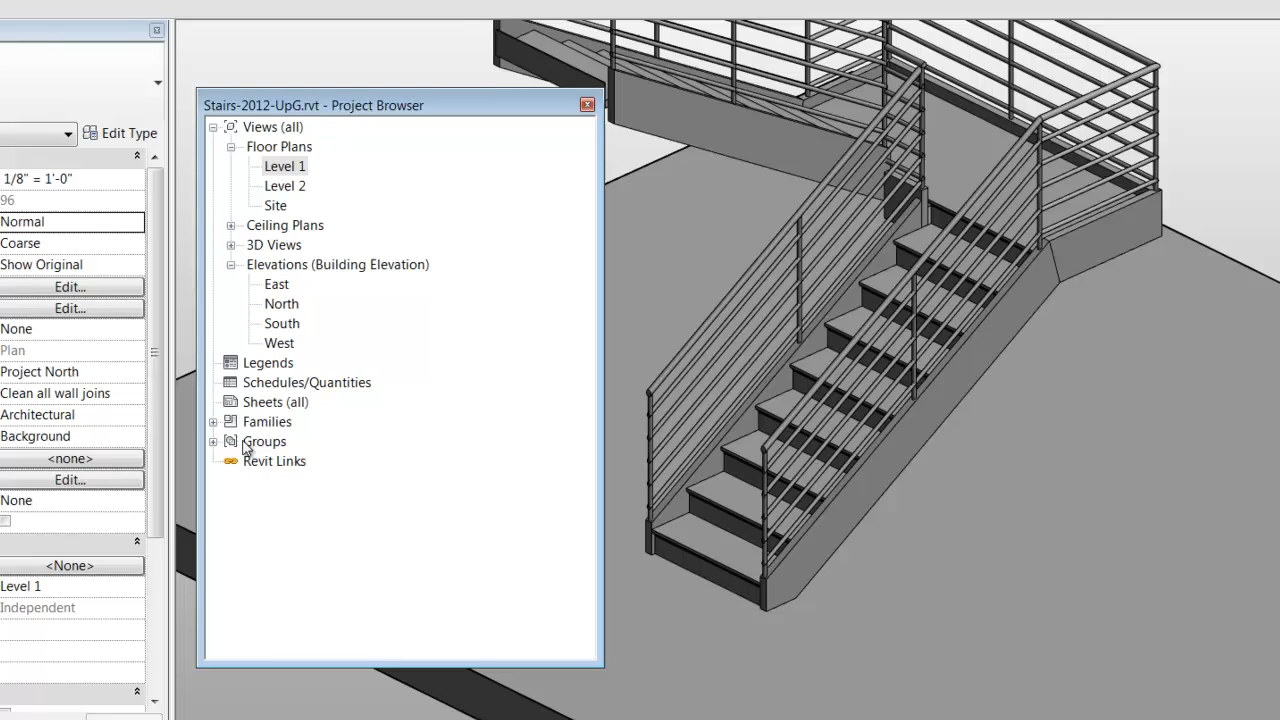 Stairs-2012-UpG.rvt - Project Browser
Views (all)
Edit Type
Floor Plans
Level 1
1/8" = 1'-0"
Level 2
96
Site
Normal
Ceiling Plans
Coarse
3D Views
Show Original
Elevations (Building Elevation)
East
Edit...
North
Edit...
South
None
West
Plan
Legends
Project North
Schedules/Quantities
Clean all wall joins
Sheets (all)
Architectural
Families
Background
Groups
<none>
Revit Links
Edit...
None
<None>
Level 1
Independent